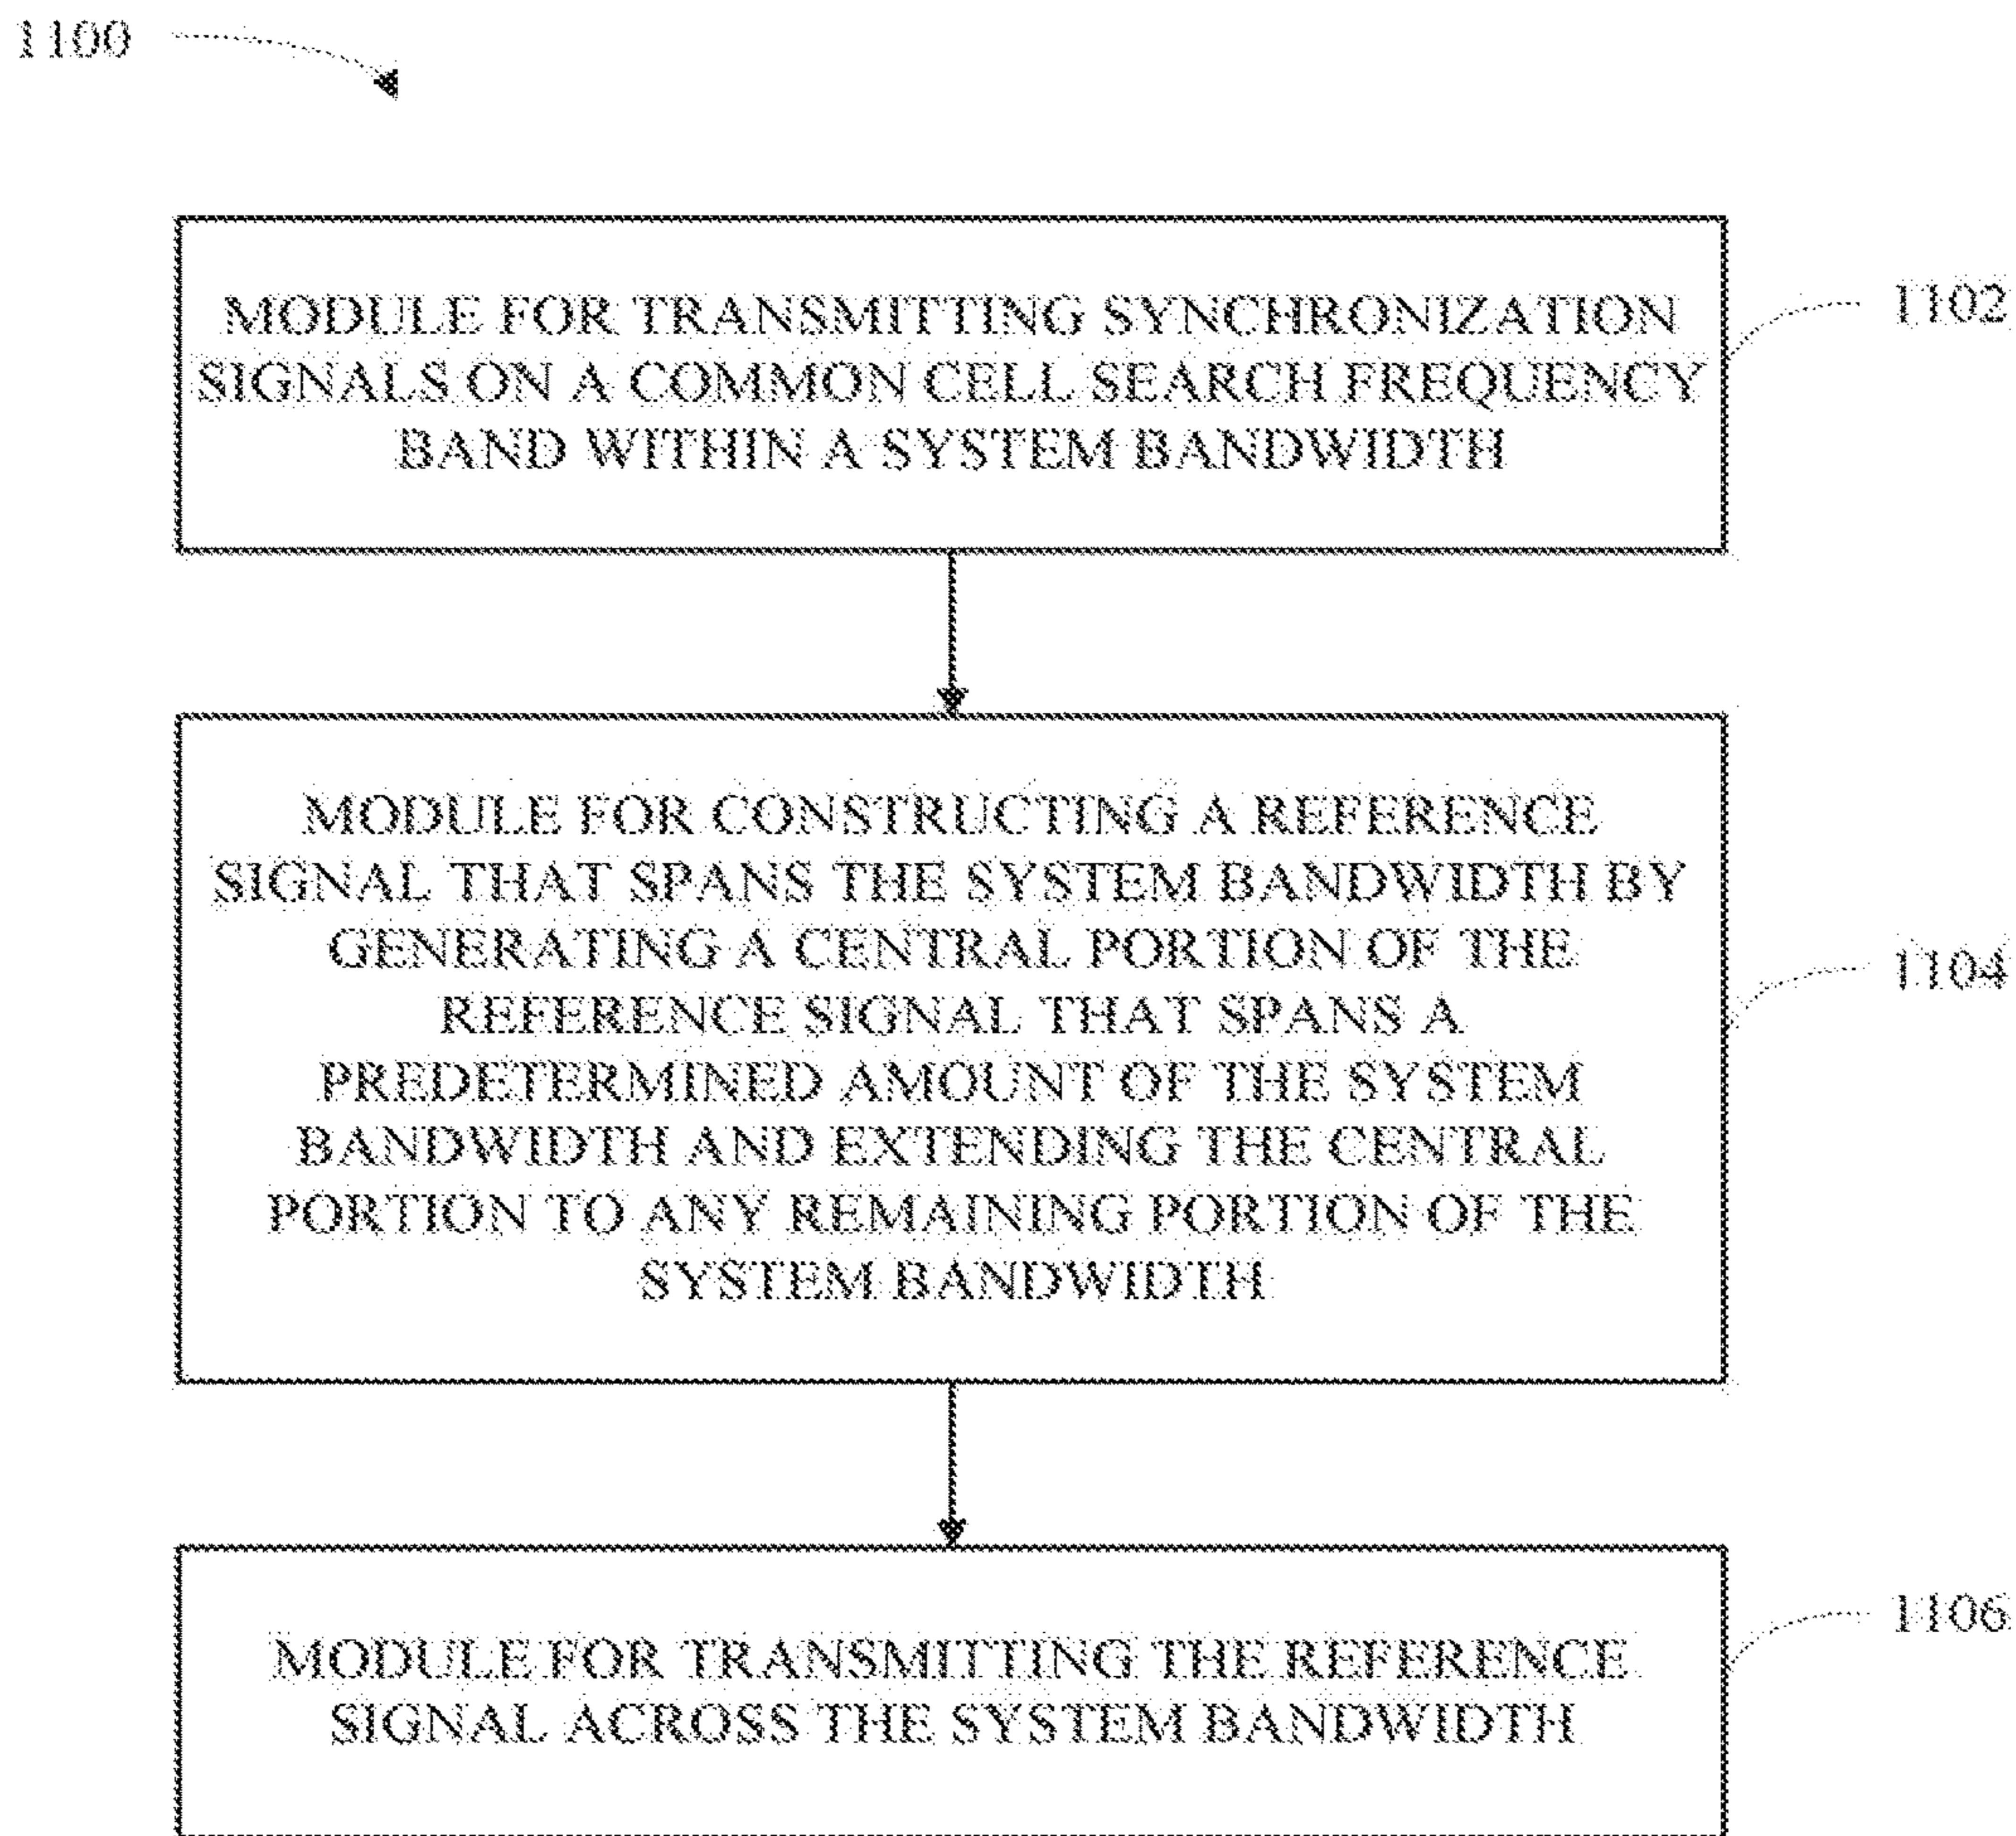 1100
MODULE FOR TRANSMITTING SYNCHRONIZATION
SIGNALS ON A COMMON CELL SEARCH FREQUENCY
BAND WITHIN A SYSTEM BANDWIDTH
1102
MODULE FOR CONSTRUCTING A REFERENCE
SIGNAL THAT SPANS THE SYSTEM BANDWIDTH BY
GENERATING A CENTRAL PORTION OF THE
REFERENCE SIGNAL THAT SPANS A
PREDETERMINED AMOUNT OF THE SYSTEM
BANDWIDTH AND EXTENDING THE CENTRAL
PORTION TO ANY REMAINING PORTION OF THE
SYSTEM BANDWIDTH
1104
MODULE FOR TRANSMITTING THE REFERENCE
SIGNAL ACROSS THE SYSTEM BANDWIDTH
1106